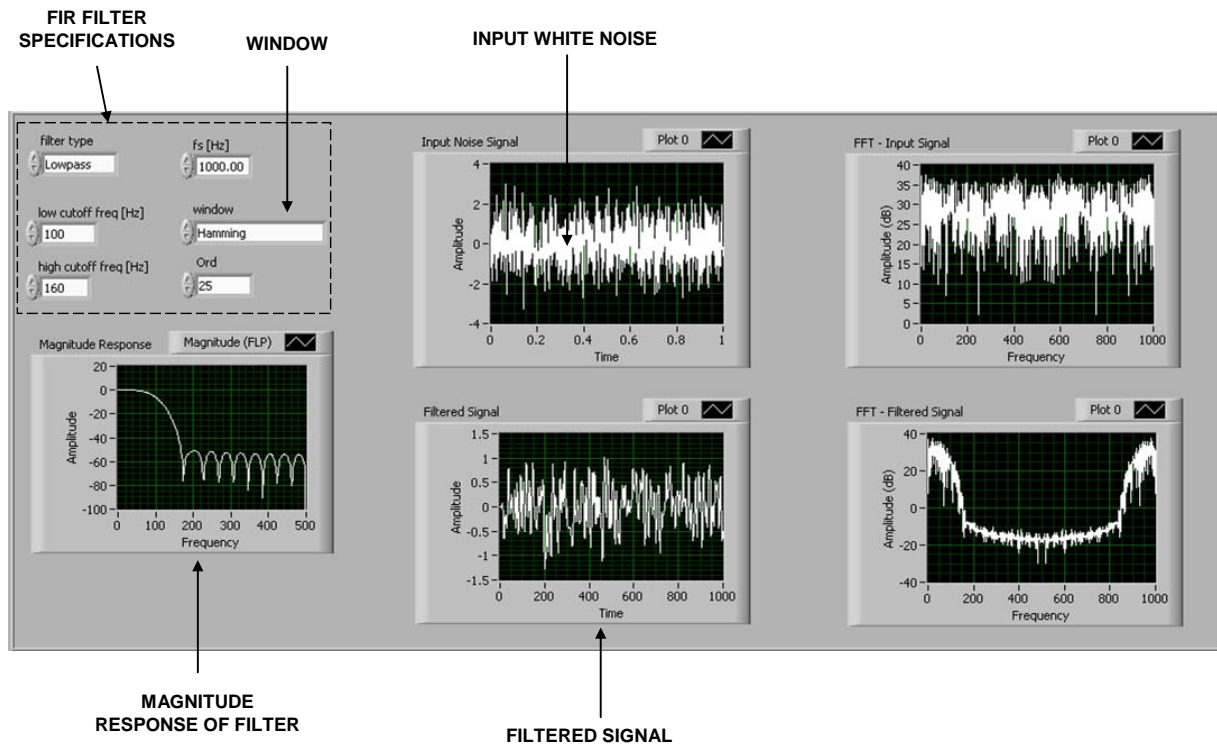 FIR FILTER
SPECIFICATIONS
WINDOW
INPUT WHITE NOISE
filter type
Lowpass
fs [Hz]
1000.00
low cutoff freq [Hz]
100
window
Hamming
high cutoff freq [Hz]
160
Ord
25
Magnitude Response
Magnitude (FLP)
Amplitude
20
0
-20
-40
-60
-80
-100
0 100 200 300 400 500
Frequency
Input Noise Signal
Plot 0
Amplitude
4
2
0
-2
-4
0 0.2 0.4 0.6 0.8 1
Time
FFT - Input Signal
Plot 0
Amplitude (dB)
40
35
30
25
20
15
10
5
0
0 200 400 600 800 1000
Frequency
Filtered Signal
Plot 0
Amplitude
1.5
1
0.5
0
-0.5
-1
-1.5
0 200 400 600 800 1000
Time
FFT - Filtered Signal
Plot 0
Amplitude (dB)
40
20
0
-20
-40
0 200 400 600 800 1000
Frequency
MAGNITUDE
RESPONSE OF FILTER
FILTERED SIGNAL